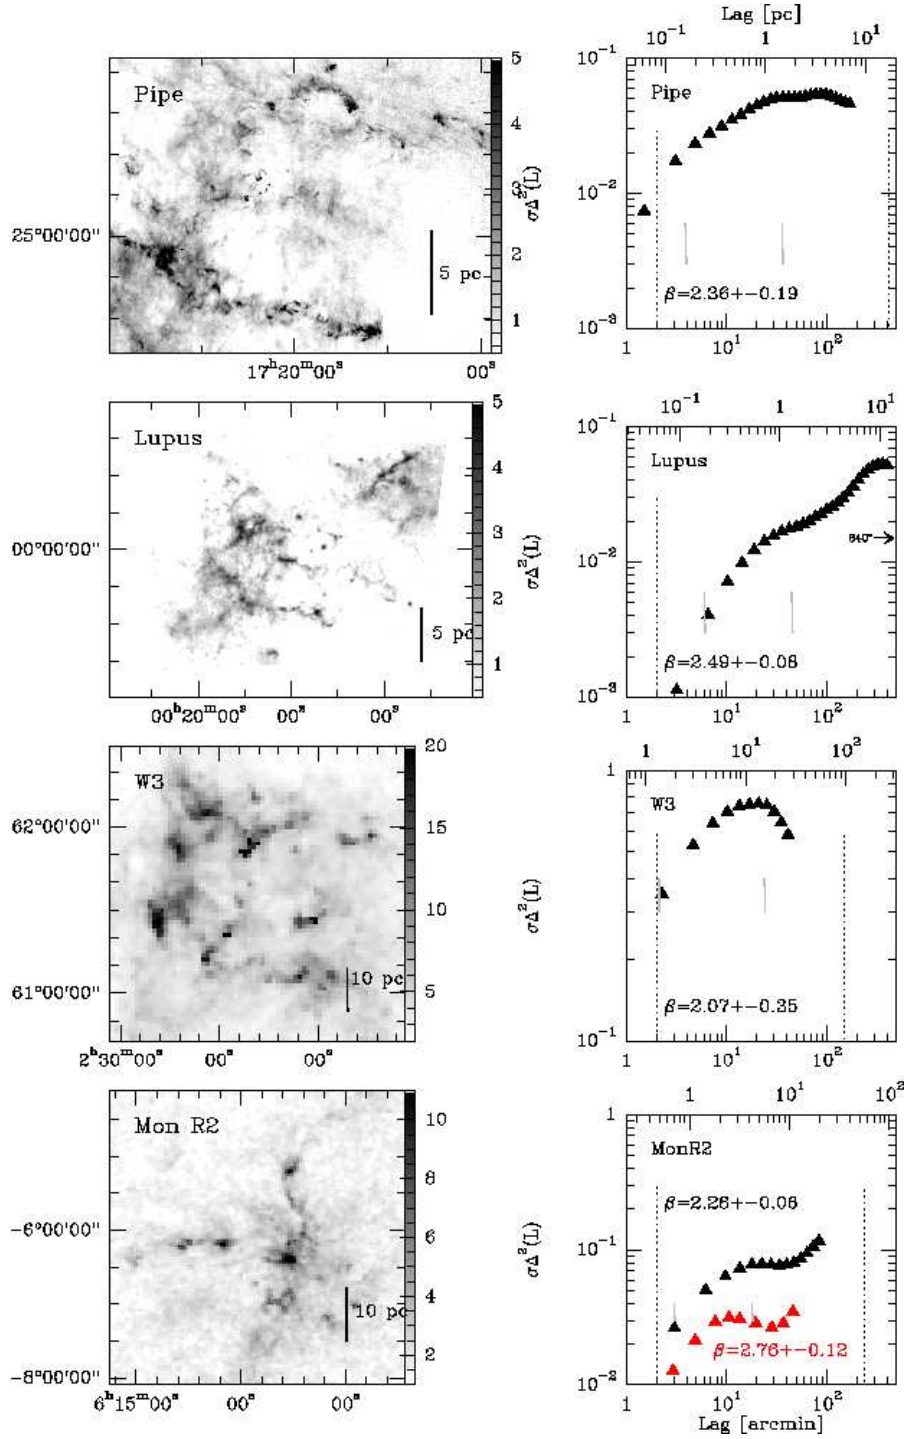 Lag [pc]
10⁻¹ 1 10¹
Pipe
5
4
3
2
1
25°00'00"
5 pc
17ʰ20ᵐ00ˢ 00ˢ
σΔ²(L)
10⁻¹
10⁻²
10⁻³
Pipe
β=2.36+−0.19
1 10¹ 10²
Lupus
5
4
3
2
1
00°00'00"
5 pc
00ʰ20ᵐ00ˢ 00ˢ 00ˢ
10⁻¹ 1 10¹
σΔ²(L)
10⁻¹
10⁻²
10⁻³
Lupus
640"
β=2.49+−0.08
1 10¹ 10²
W3
20
15
10
5
62°00'00"
61°00'00"
10 pc
2ʰ30ᵐ00ˢ 00ˢ 00ˢ
1 10¹ 10²
σΔ²(L)
1
10⁻¹
W3
β=2.07+−0.35
1 10¹ 10²
Mon R2
10
8
6
4
2
−6°00'00"
−8°00'00"
10 pc
6ʰ15ᵐ00ˢ 00ˢ 00ˢ
1 10¹ 10²
σΔ²(L)
1
10⁻¹
10⁻²
MonR2
β=2.26+−0.06
β=2.76+−0.12
1 10¹ 10²
Lag [arcmin]